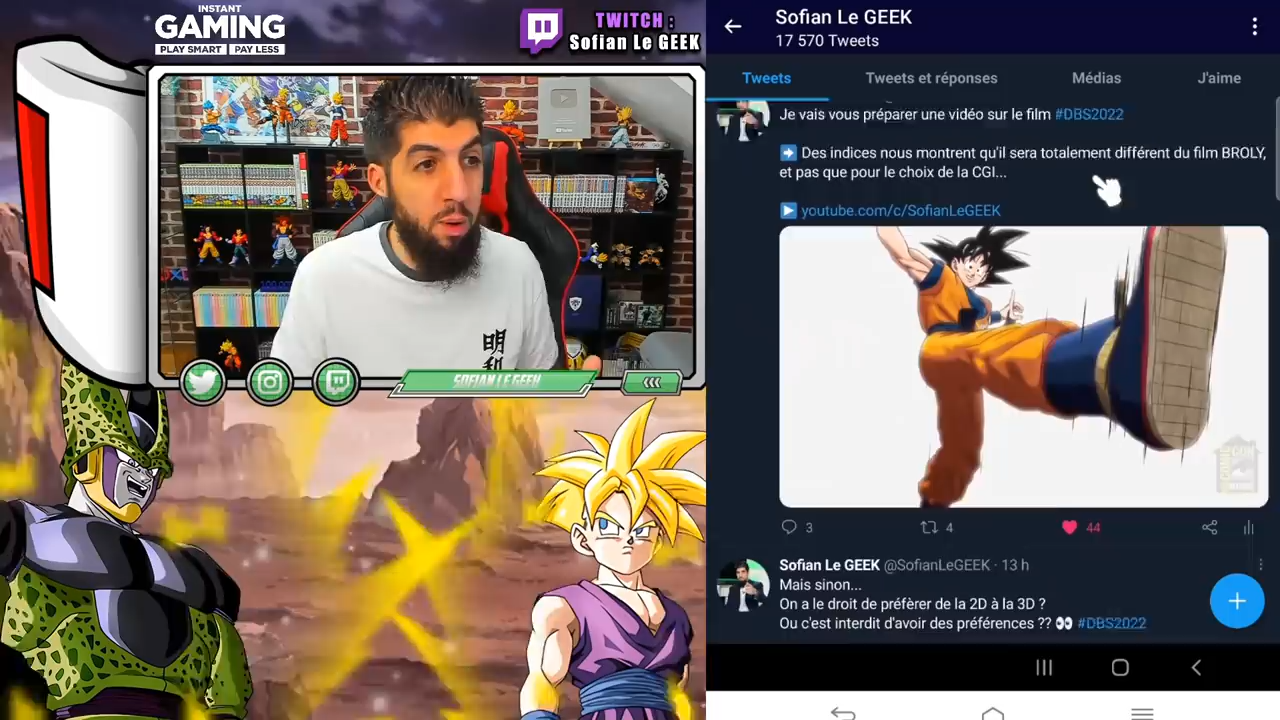 INSTANT
GAMING
PLAY SMART | PAY LESS
TWITCH :
Sofian Le GEEK
SOFIAN LE GEEK
明
Sofian Le GEEK
17 570 Tweets
Tweets
Tweets et réponses
Médias
J'aime
Je vais vous préparer une vidéo sur le film #DBS2022
➡ Des indices nous montrent qu'il sera totalement différent du film BROLY,
et pas que pour le choix de la CGI...
▶ youtube.com/c/SofianLeGEEK
COMIC CON
3
4
44
Sofian Le GEEK @SofianLeGEEK · 13 h
Mais sinon...
On a le droit de préfèrer de la 2D à la 3D ?
Ou c'est interdit d'avoir des préférences ?? 👀 #DBS2022